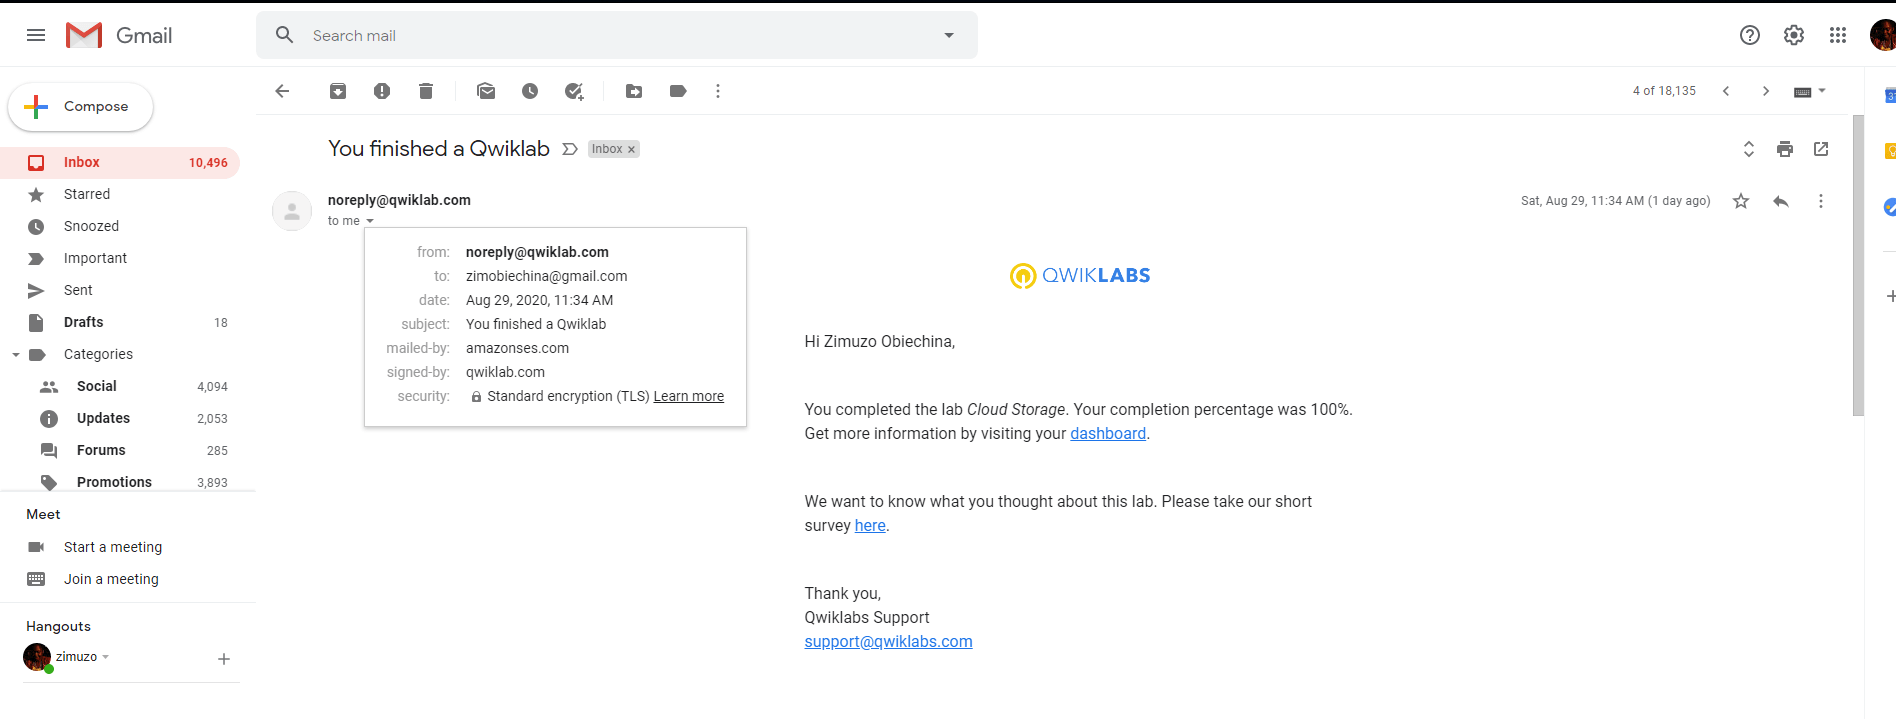 Gmail
Search mail
Compose
4 of 18,135
Inbox 10,496
Starred
Snoozed
Important
Sent
Drafts 18
Categories
Social 4,094
Updates 2,053
Forums 285
Promotions 3,893
Meet
Start a meeting
Join a meeting
Hangouts
zimuzo
You finished a Qwiklab
Inbox x
noreply@qwiklab.com
Sat, Aug 29, 11:34 AM (1 day ago)
to me
from: noreply@qwiklab.com
to: zimobiechina@gmail.com
date: Aug 29, 2020, 11:34 AM
subject: You finished a Qwiklab
mailed-by: amazonses.com
signed-by: qwiklab.com
security: Standard encryption (TLS) Learn more
QWIKLABS
Hi Zimuzo Obiechina,
You completed the lab Cloud Storage. Your completion percentage was 100%.
Get more information by visiting your dashboard.
We want to know what you thought about this lab. Please take our short
survey here.
Thank you,
Qwiklabs Support
support@qwiklabs.com